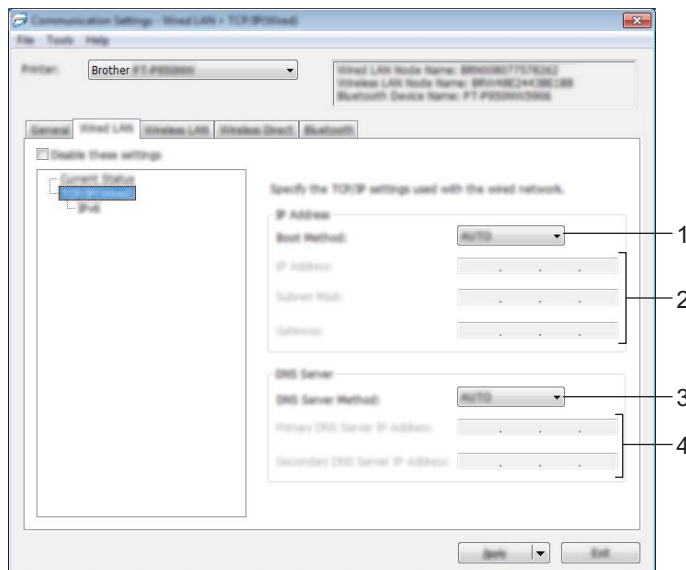 Communication Settings - Wired LAN > TCP/IP(Wired)
File Tools Help
Printer:
Brother PT-P950NW
Wired LAN Node Name:
Wireless LAN Node Name:
Bluetooth Device Name:
General Wired LAN Wireless LAN Wireless Direct Bluetooth
Disable these settings
Current Status
IPv6
Specify the TCP/IP settings used with the wired network.
IP Address
Boot Method: AUTO 1
IP Address:
2
Subnet Mask:
Gateway:
DNS Server
DNS Server Method: AUTO 3
Primary DNS Server IP Address:
4
Secondary DNS Server IP Address:
Apply Exit